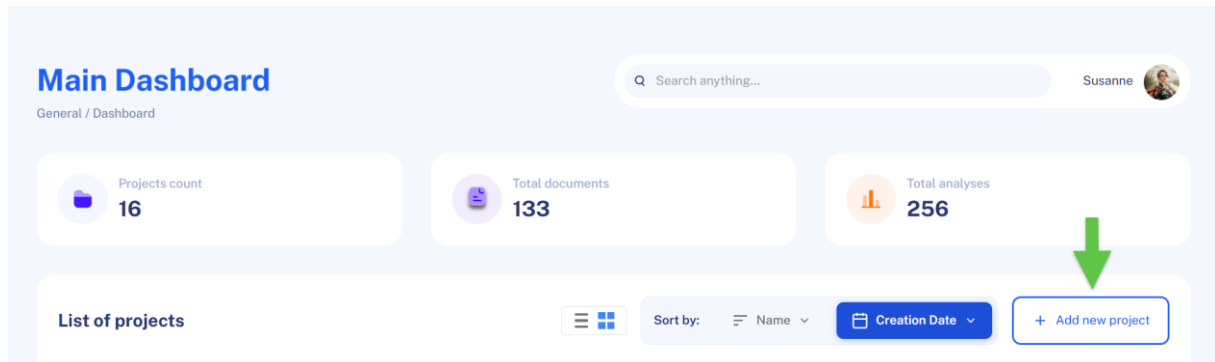 Main Dashboard
General / Dashboard
Search anything...
Susanne
Projects count
16
Total documents
133
Total analyses
256
List of projects
Sort by:
Name
Creation Date
+ Add new project